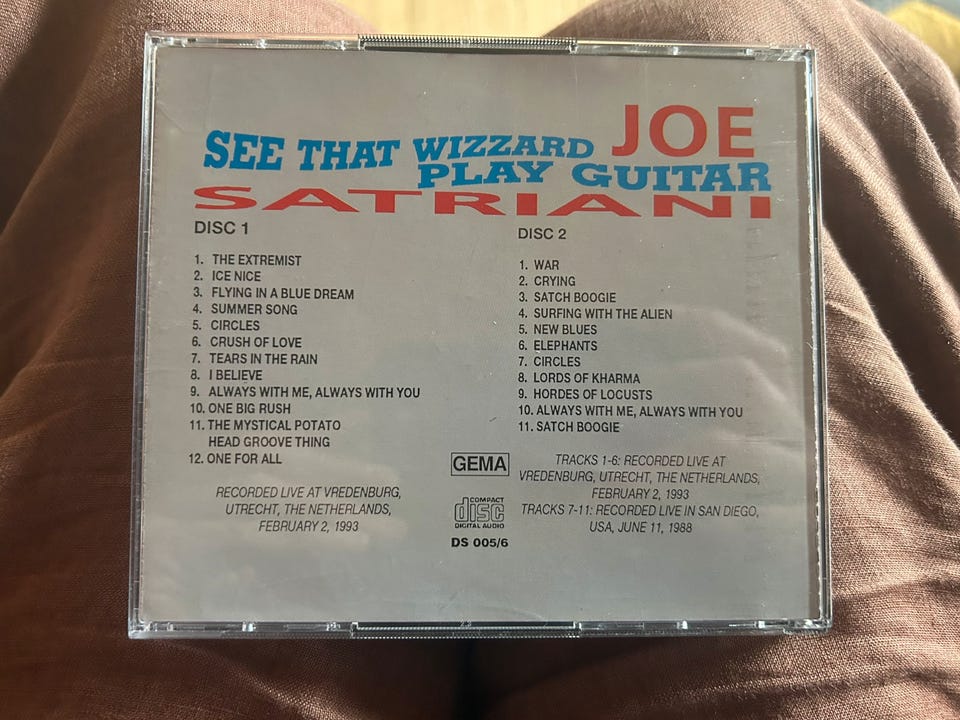 JOE
SEE THAT WIZZARD
PLAY GUITAR
SATRIANI
DISC 1
1. THE EXTREMIST
2. ICE NICE
3. FLYING IN A BLUE DREAM
4. SUMMER SONG
5. CIRCLES
6. CRUSH OF LOVE
7. TEARS IN THE RAIN
8. I BELIEVE
9. ALWAYS WITH ME, ALWAYS WITH YOU
10. ONE BIG RUSH
11. THE MYSTICAL POTATO
HEAD GROOVE THING
12. ONE FOR ALL
RECORDED LIVE AT VREDENBURG,
UTRECHT, THE NETHERLANDS,
FEBRUARY 2, 1993
DISC 2
1. WAR
2. CRYING
3. SATCH BOOGIE
4. SURFING WITH THE ALIEN
5. NEW BLUES
6. ELEPHANTS
7. CIRCLES
8. LORDS OF KHARMA
9. HORDES OF LOCUSTS
10. ALWAYS WITH ME, ALWAYS WITH YOU
11. SATCH BOOGIE
TRACKS 1-6: RECORDED LIVE AT
VREDENBURG, UTRECHT, THE NETHERLANDS,
FEBRUARY 2, 1993
TRACKS 7-11: RECORDED LIVE IN SAN DIEGO,
USA, JUNE 11, 1988
GEMA
COMPACT
disc
DIGITAL AUDIO
DS 005/6